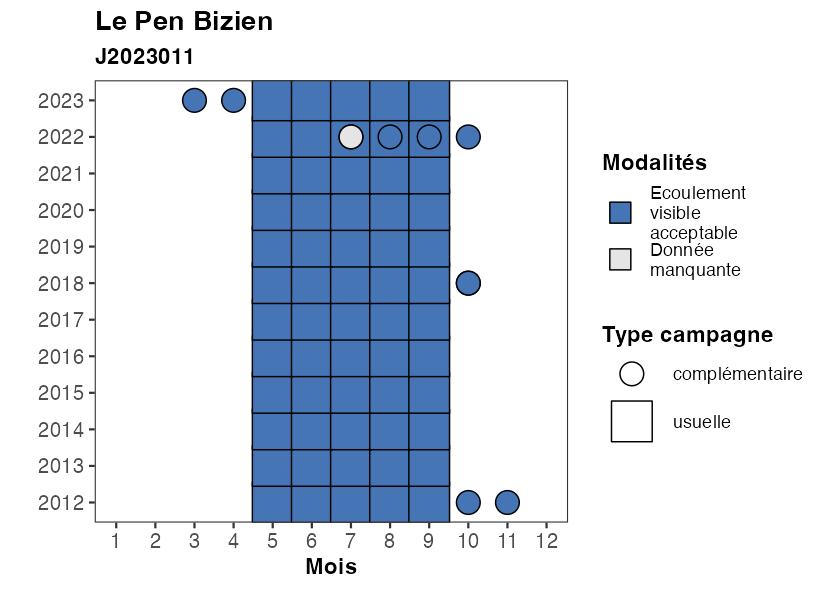 Le Pen Bizien
J2023011
2023
2022
2021
2020
2019
2018
2017
2016
2015
2014
2013
2012
1 2 3 4 5 6 7 8 9 10 11 12
Mois
Modalités
Ecoulement
visible
acceptable
Donnée
manquante
Type campagne
complémentaire
usuelle